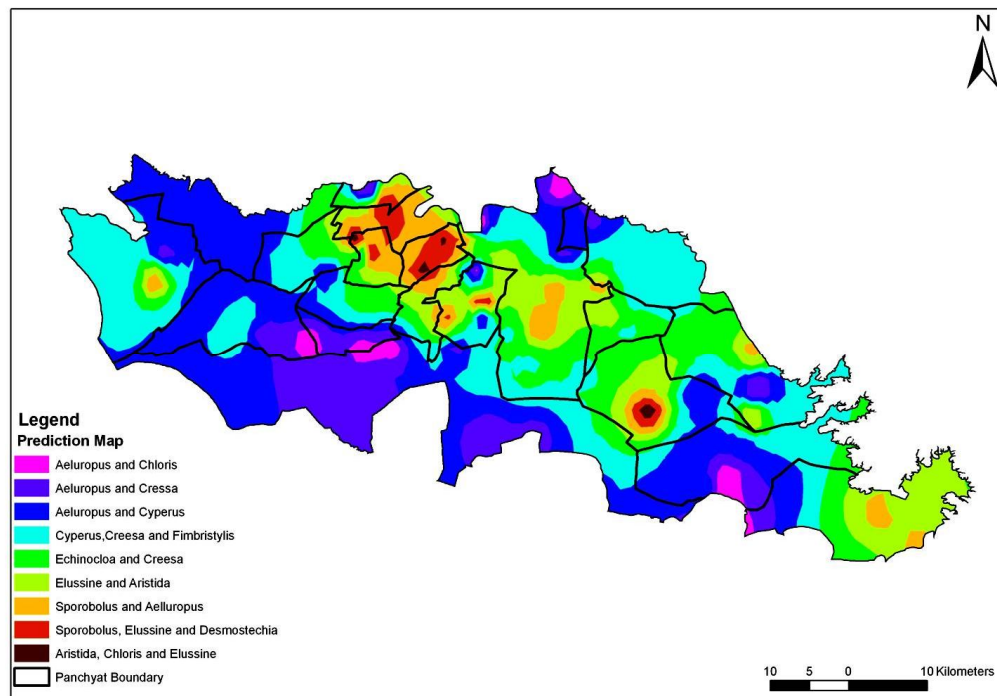 N
Legend
Prediction Map
Aeluropus and Chloris
Aeluropus and Cressa
Aeluropus and Cyperus
Cyperus,Creesa and Fimbristylis
Echinocloa and Creesa
Elussine and Aristida
Sporobolus and Aelluropus
Sporobolus, Elussine and Desmostechia
Aristida, Chloris and Elussine
Panchyat Boundary
10 5 0 10 Kilometers